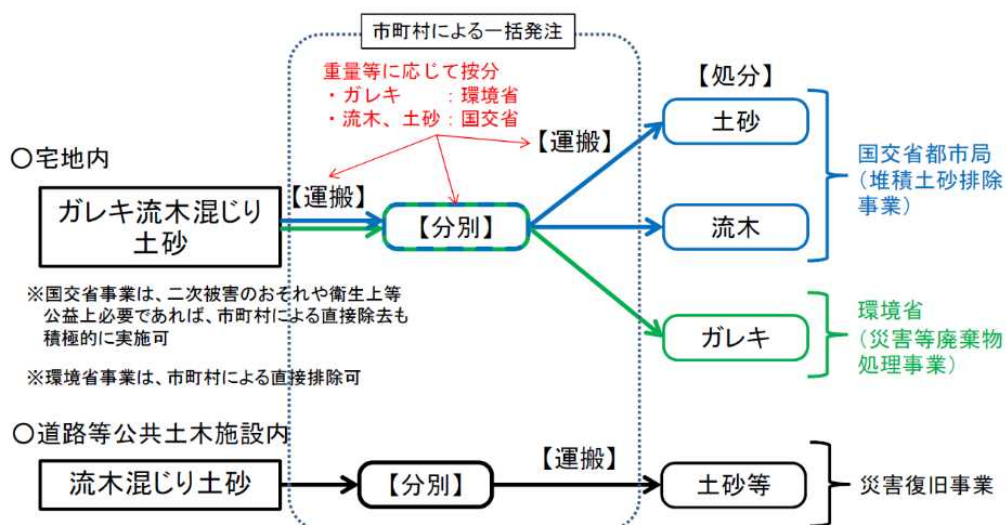 市町村による一括発注
重量等に応じて按分
・ガレキ　　：環境省
・流木、土砂：国交省
【処分】
【運搬】
土砂
〇宅地内
【運搬】
ガレキ流木混じり
土砂
【分別】
流木
国交省都市局
（堆積土砂排除
事業）
※国交省事業は、二次被害のおそれや衛生上等
公益上必要であれば、市町村による直接除去も
積極的に実施可
ガレキ
環境省
（災害等廃棄物
処理事業）
※環境省事業は、市町村による直接排除可
〇道路等公共土木施設内
流木混じり土砂
【分別】
【運搬】
土砂等
災害復旧事業